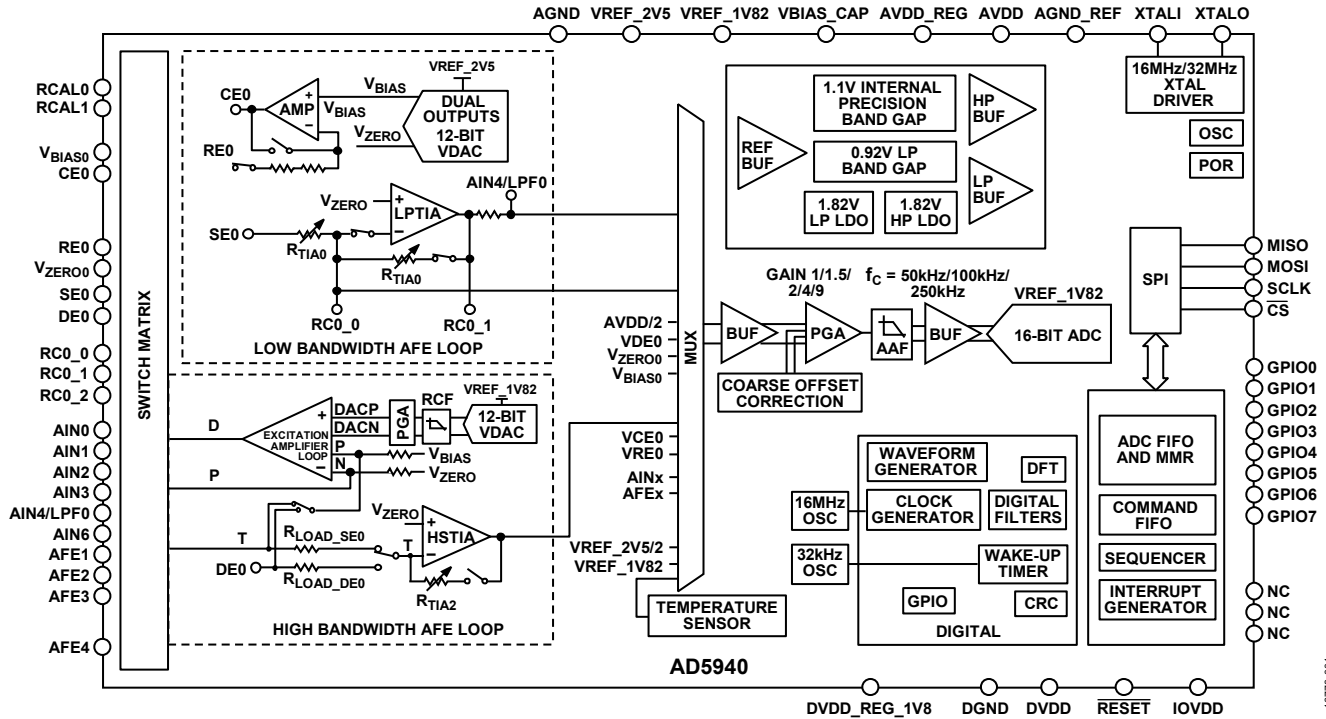 AGND VREF_2V5 VREF_1V82 VBIAS_CAP AVDD_REG AVDD AGND_REF XTALI XTALO
RCAL0
RCAL1
VBIAS0
CE0
RE0
VZERO0
SE0
DE0
RC0_0
RC0_1
RC0_2
AIN0
AIN1
AIN2
AIN3
AIN4/LPF0
AIN6
AFE1
AFE2
AFE3
AFE4
SWITCH MATRIX
VREF_2V5
CE0
AMP
+
−
VBIAS
VBIAS
DUAL
OUTPUTS
12-BIT
VDAC
VZERO
RE0
AIN4/LPF0
VZERO
+
−
LPTIA
SE0
RTIA0
RTIA0
RC0_0
RC0_1
LOW BANDWIDTH AFE LOOP
VREF_1V82
RCF
D
EXCITATION
AMPLIFIER
LOOP
+
DACP
DACN
P
−
N
PGA
12-BIT
VDAC
VBIAS
VZERO
P
VZERO
+
−
HSTIA
T
RLOAD_SE0
T
DE0
RLOAD_DE0
RTIA2
HIGH BANDWIDTH AFE LOOP
MUX
AVDD/2
VDE0
VZERO0
VBIAS0
VCE0
VRE0
AINx
AFEx
VREF_2V5/2
VREF_1V82
TEMPERATURE
SENSOR
REF
BUF
1.1V INTERNAL
PRECISION
BAND GAP
0.92V LP
BAND GAP
1.82V
LP LDO
1.82V
HP LDO
HP
BUF
LP
BUF
GAIN 1/1.5/
2/4/9
fC = 50kHz/100kHz/
250kHz
VREF_1V82
BUF
PGA
AAF
BUF
16-BIT ADC
COARSE OFFSET
CORRECTION
16MHz
OSC
32kHz
OSC
WAVEFORM
GENERATOR
DFT
CLOCK
GENERATOR
DIGITAL
FILTERS
WAKE-UP
TIMER
GPIO
CRC
DIGITAL
16MHz/32MHz
XTAL
DRIVER
OSC
POR
SPI
ADC FIFO
AND MMR
COMMAND
FIFO
SEQUENCER
INTERRUPT
GENERATOR
MISO
MOSI
SCLK
CS
GPIO0
GPIO1
GPIO2
GPIO3
GPIO4
GPIO5
GPIO6
GPIO7
NC
NC
NC
AD5940
DVDD_REG_1V8 DGND DVDD RESET IOVDD